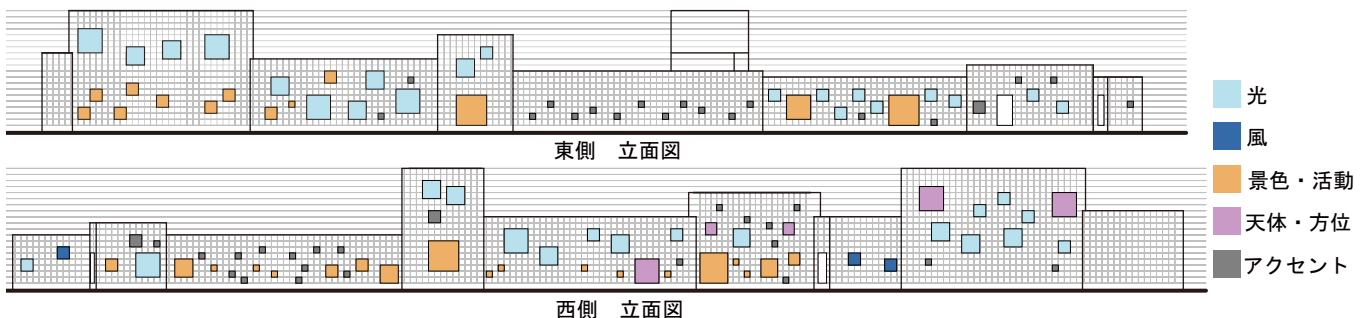 東側 立面図
西側 立面図
光
風
景色・活動
天体・方位
アクセント